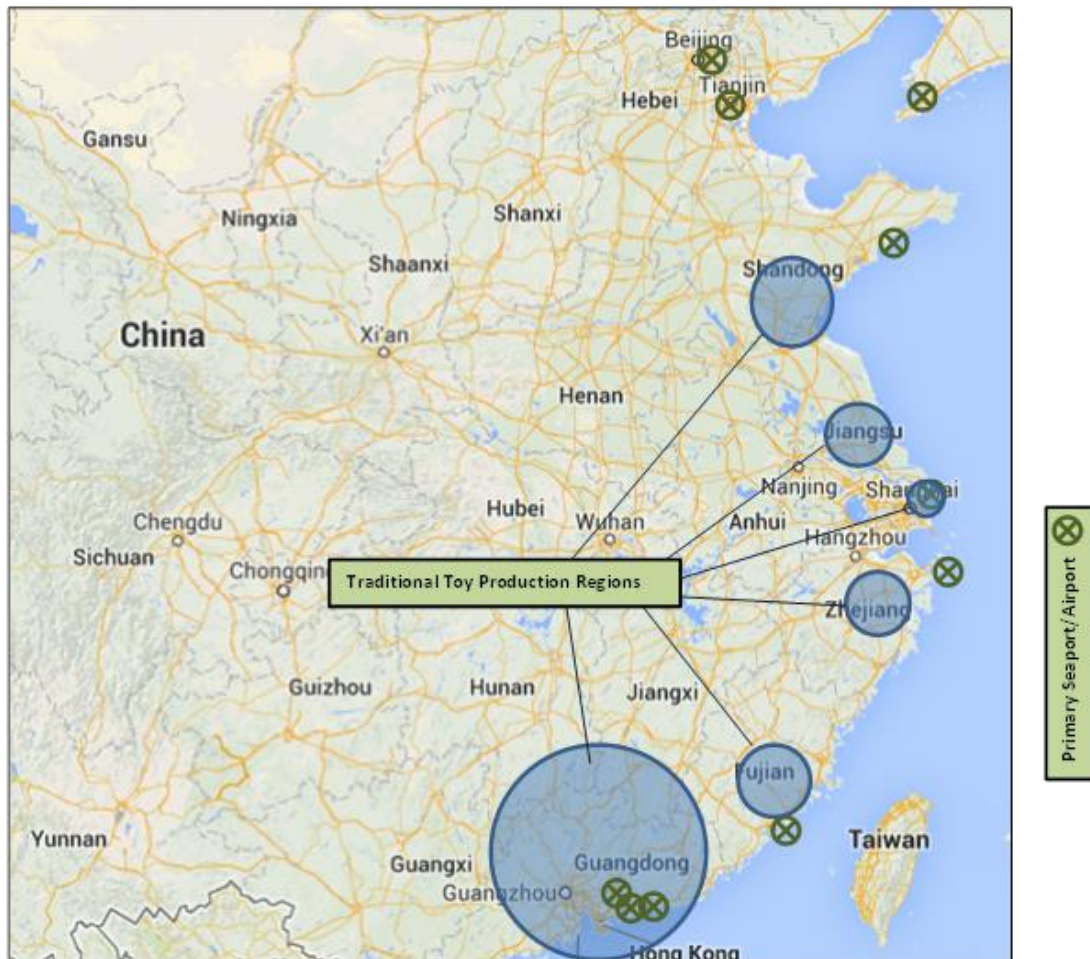 Beijing
Tianjin
Hebei
Gansu
Ningxia
Shanxi
Shaanxi
Shandong
China
Xi'an
Henan
Jiangsu
Nanjing
Shanghai
Hubei
Wuhan
Anhui
Chengdu
Hangzhou
Sichuan
Chongqing
Traditional Toy Production Regions
Zhejiang
Primary Seaport/Airport
Guizhou
Hunan
Jiangxi
Fujian
Yunnan
Taiwan
Guangxi
Guangdong
Guangzhou
Hong Kong